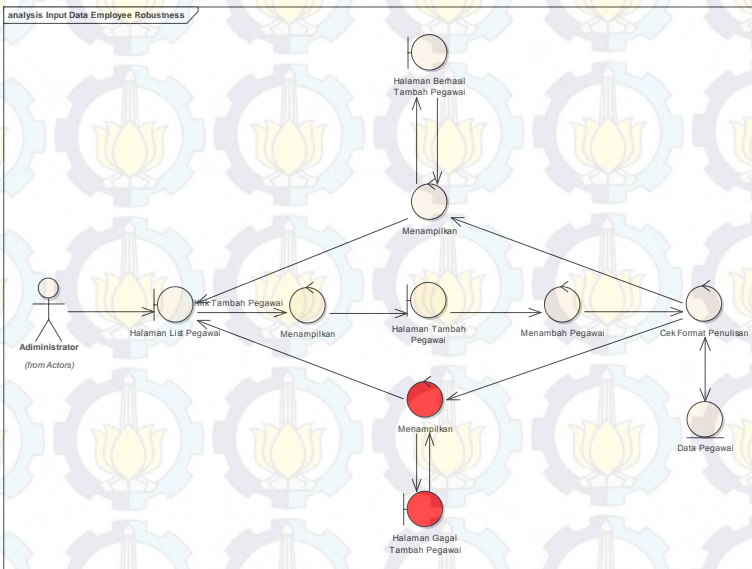 analysis Input Data Employee Robustness
Halaman Berhasil
Tambah Pegawai
Menampilkan
Klik Tambah Pegawai
Adiministrator
(from Actors)
Halaman List Pegawai
Menampilkan
Halaman Tambah
Pegawai
Menambah Pegawai
Cek Format Penulisan
Menampilkan
Data Pegawai
Halaman Gagal
Tambah Pegawai